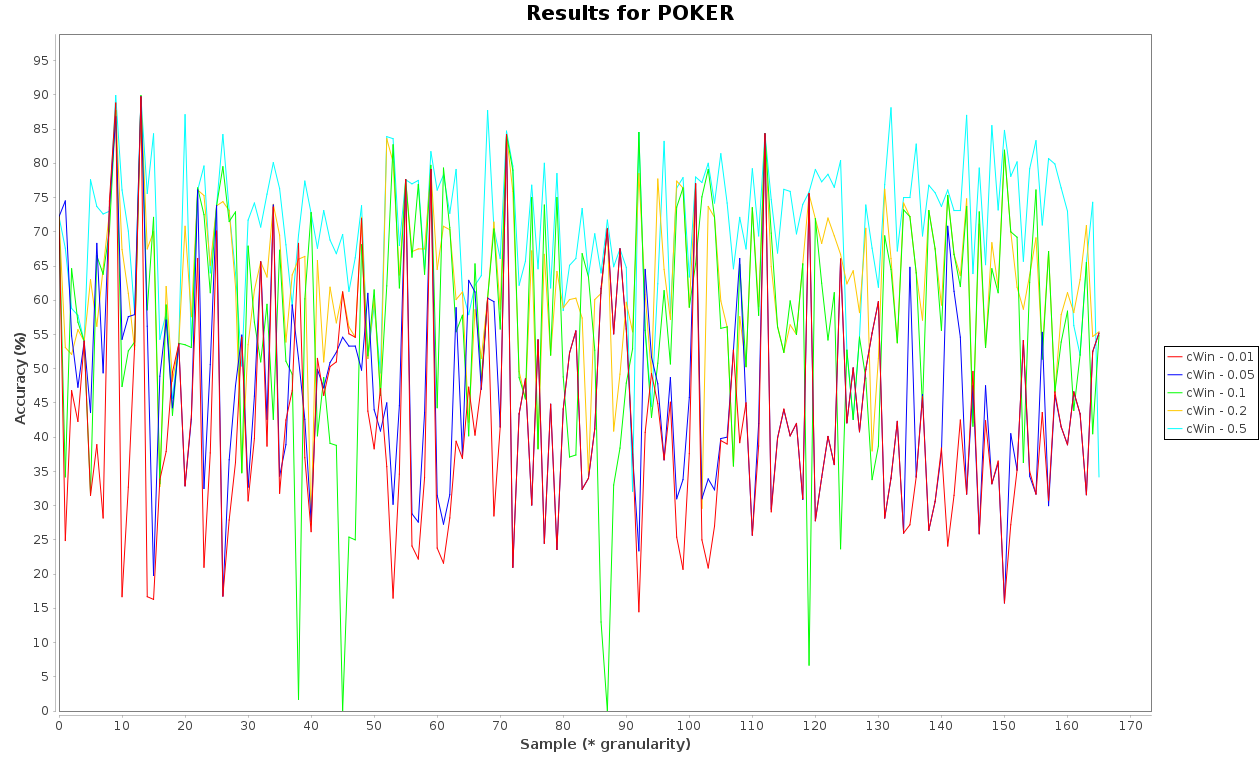 Results for POKER
Accuracy (%)
95
90
85
80
75
70
65
60
55
50
45
40
35
30
25
20
15
10
5
0
0 10 20 30 40 50 60 70 80 90 100 110 120 130 140 150 160 170
Sample (* granularity)
cWin - 0.01
cWin - 0.05
cWin - 0.1
cWin - 0.2
cWin - 0.5